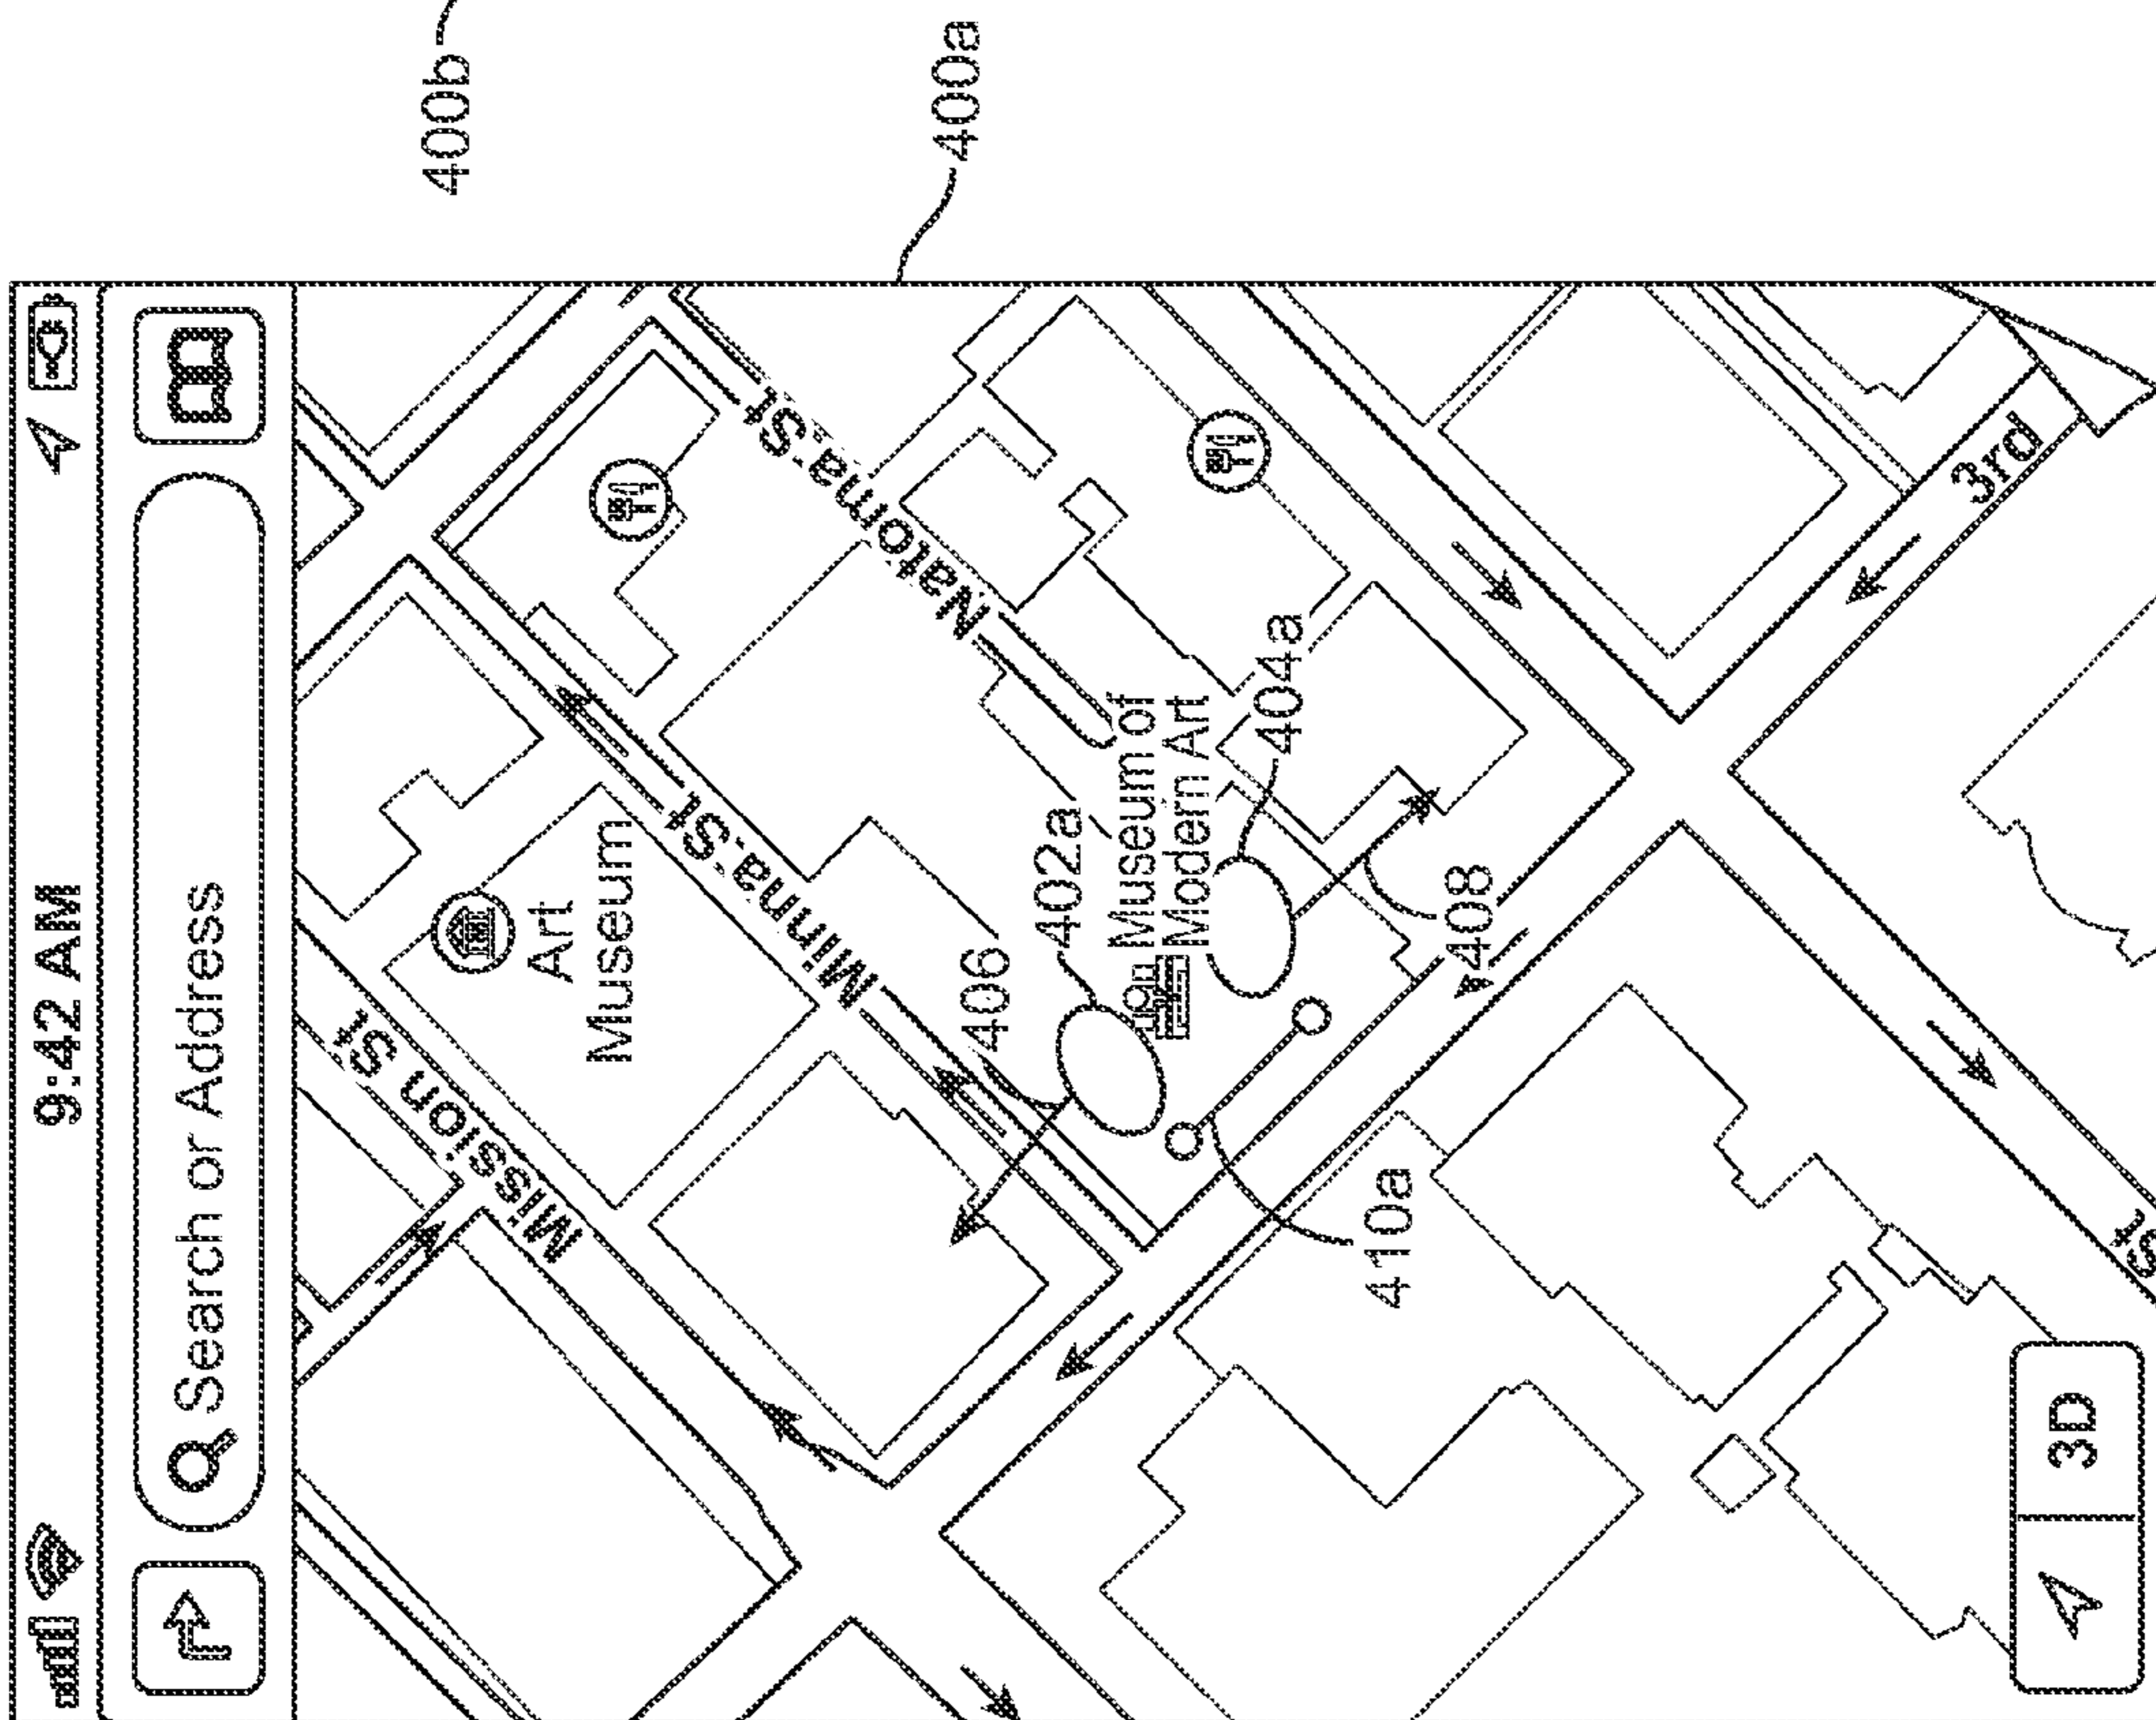 9:42 AM
Search or Address
400b
400a
Mission St
Art
Museum
Minna St
Natoma St
406
402a
Museum of
Modern Art
404a
408
410a
3rd
St
3D